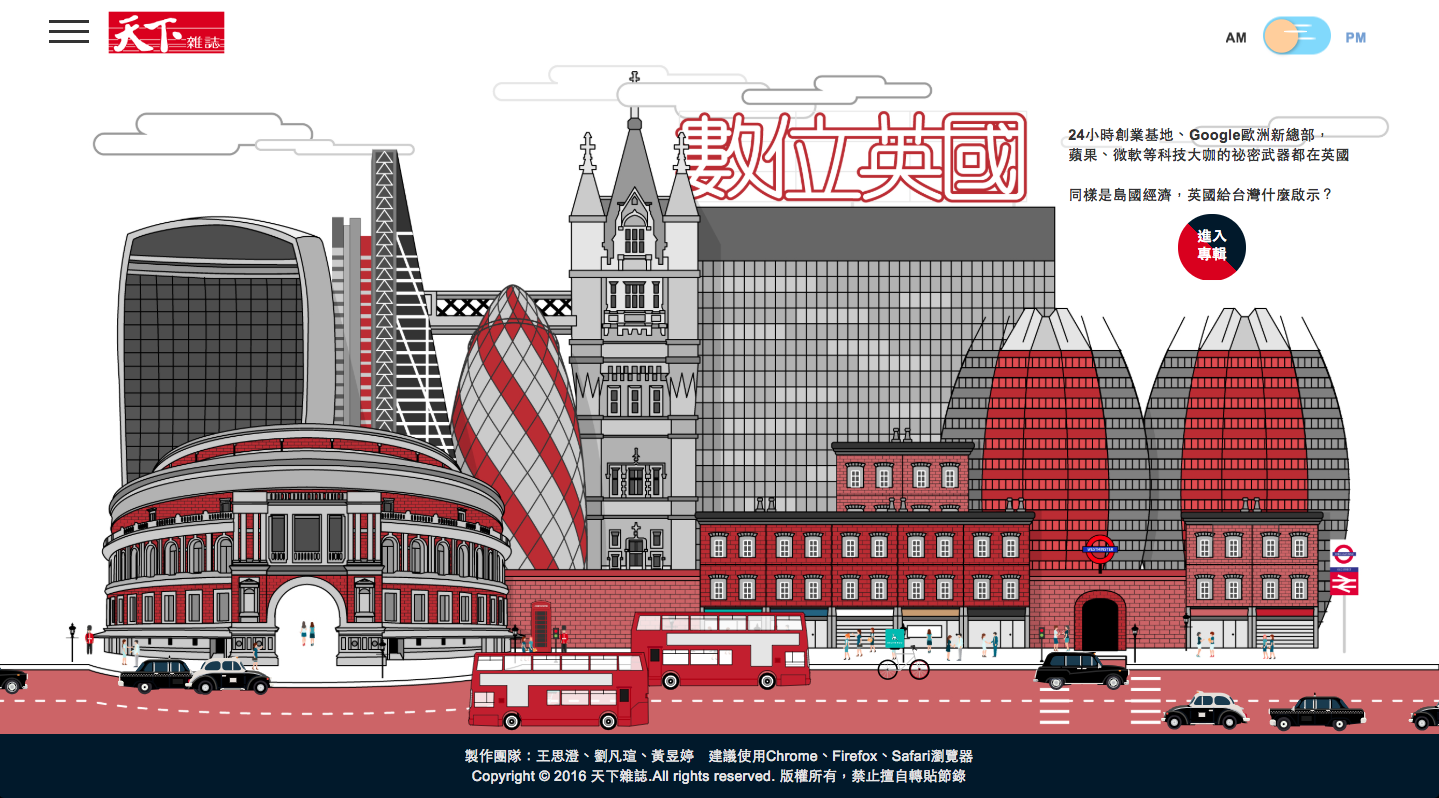 天下雜誌
AM
PM
數位英國
24小時創業基地、Google歐洲新總部，
蘋果、微軟等科技大咖的祕密武器都在英國
同樣是島國經濟，英國給台灣什麼啟示？
進入
專輯
製作團隊：王思澄、劉凡瑄、黃昱婷　建議使用Chrome、Firefox、Safari瀏覽器
Copyright © 2016 天下雜誌.All rights reserved. 版權所有，禁止擅自轉貼節錄